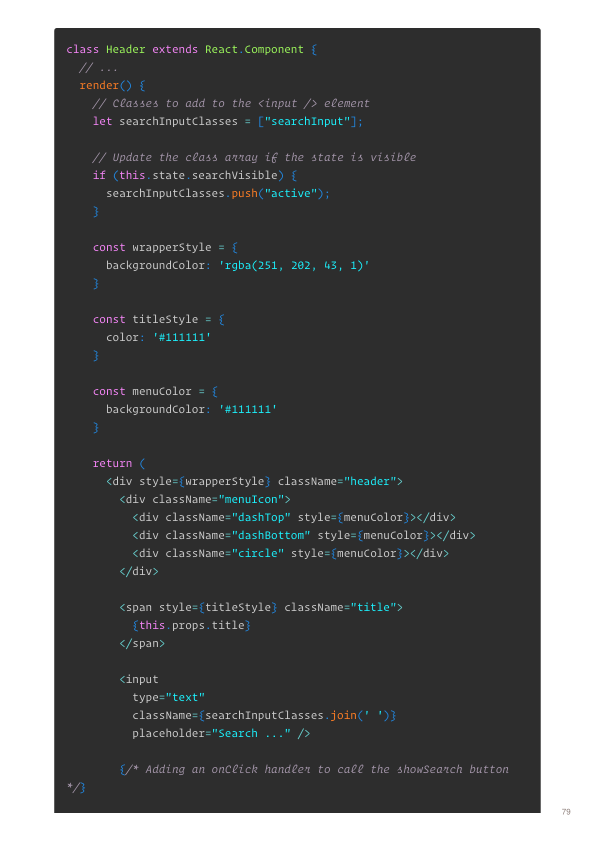 class Header extends React.Component {
  // ...
  render() {
    // Classes to add to the <input /> element
    let searchInputClasses = ["searchInput"];

    // Update the class array if the state is visible
    if (this.state.searchVisible) {
      searchInputClasses.push("active");
    }

    const wrapperStyle = {
      backgroundColor: 'rgba(251, 202, 43, 1)'
    }

    const titleStyle = {
      color: '#111111'
    }

    const menuColor = {
      backgroundColor: '#111111'
    }

    return (
      <div style={wrapperStyle} className="header">
        <div className="menuIcon">
          <div className="dashTop" style={menuColor}></div>
          <div className="dashBottom" style={menuColor}></div>
          <div className="circle" style={menuColor}></div>
        </div>

        <span style={titleStyle} className="title">
          {this.props.title}
        </span>

        <input
          type="text"
          className={searchInputClasses.join(' ')}
          placeholder="Search ..." />

        {/* Adding an onClick handler to call the showSearch button
*/}
79